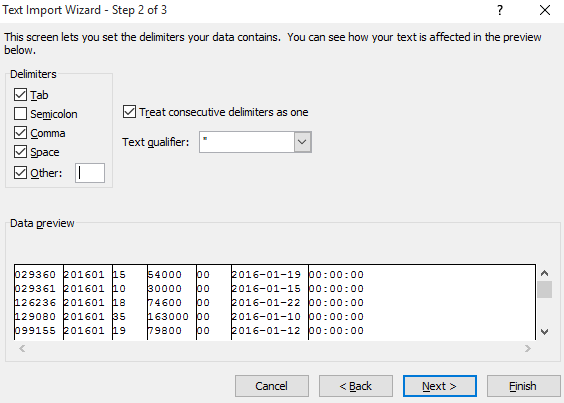 Text Import Wizard - Step 2 of 3
This screen lets you set the delimiters your data contains. You can see how your text is affected in the preview
below.
Delimiters
Tab
Semicolon
Comma
Space
Other:
Treat consecutive delimiters as one
Text qualifier: "
Data preview
029360 201601 15 54000 00 2016-01-19 00:00:00
029361 201601 10 30000 00 2016-01-15 00:00:00
126236 201601 18 74600 00 2016-01-22 00:00:00
129080 201601 35 163000 00 2016-01-10 00:00:00
099155 201601 19 79800 00 2016-01-12 00:00:00
Cancel < Back Next > Finish